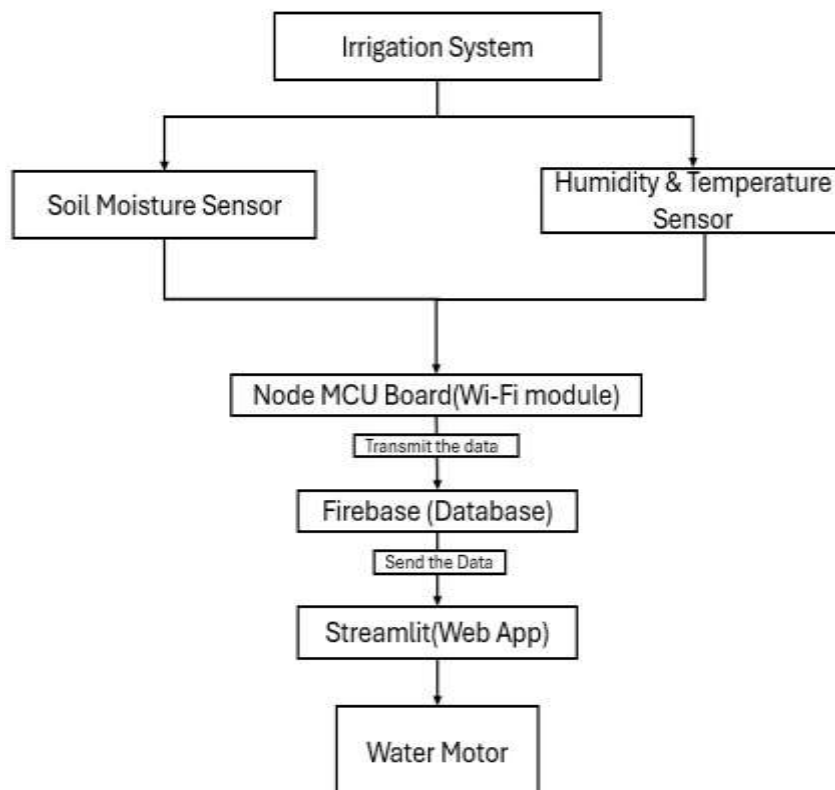 Irrigation System
Soil Moisture Sensor
Humidity & Temperature
Sensor
Node MCU Board(Wi-Fi module)
Transmit the data
Firebase (Database)
Send the Data
Streamlit(Web App)
Water Motor